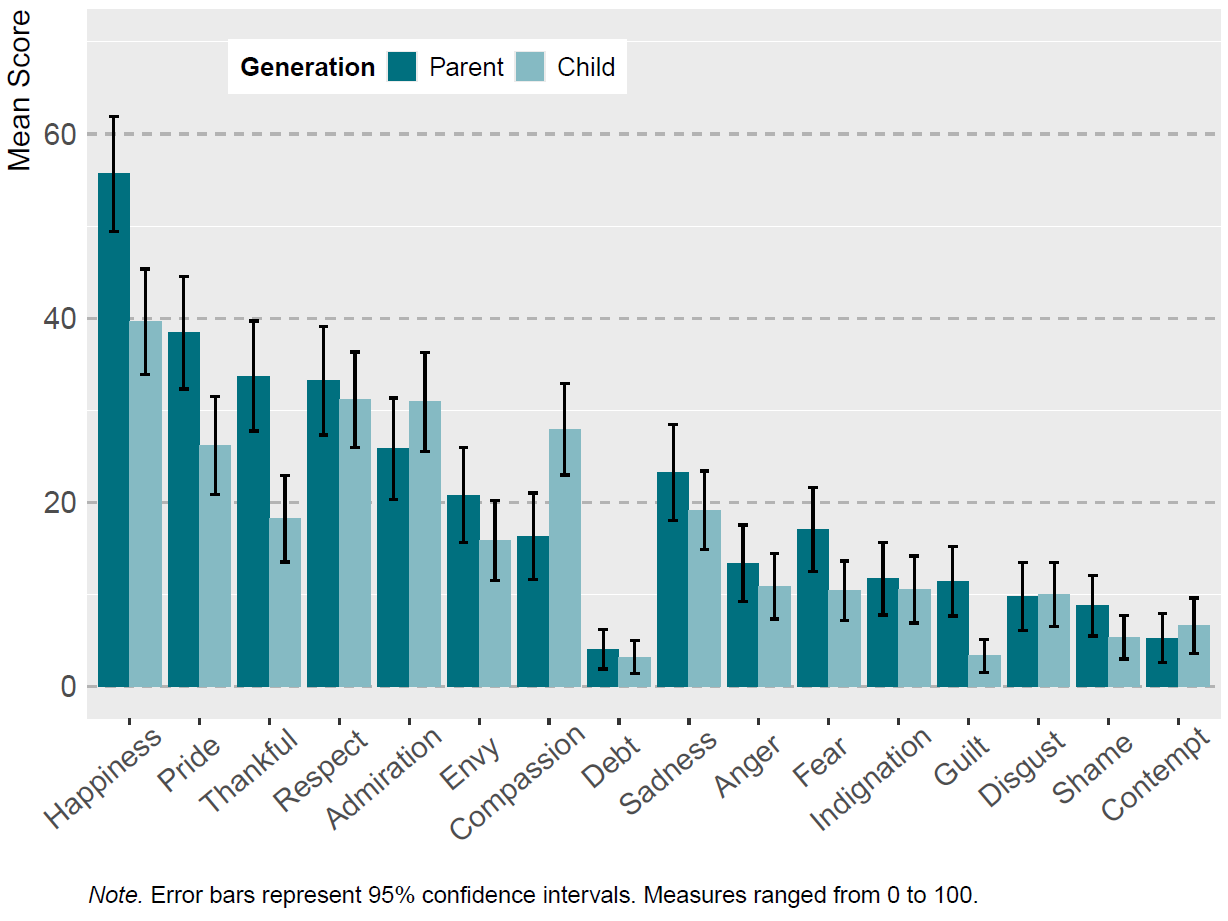 Mean Score
Generation Parent Child
60
40
20
0
Happiness
Pride
Thankful
Respect
Admiration
Envy
Compassion
Debt
Sadness
Anger
Fear
Indignation
Guilt
Disgust
Shame
Contempt
Note. Error bars represent 95% confidence intervals. Measures ranged from 0 to 100.